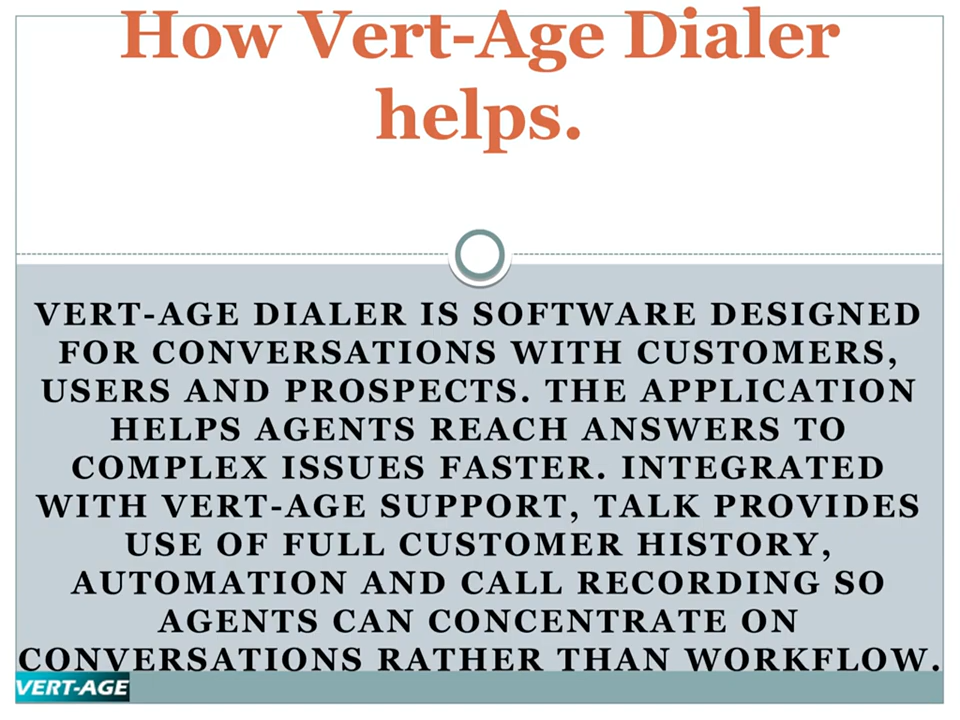 How Vert-Age Dialer
helps.
VERT-AGE DIALER IS SOFTWARE DESIGNED
FOR CONVERSATIONS WITH CUSTOMERS,
USERS AND PROSPECTS. THE APPLICATION
HELPS AGENTS REACH ANSWERS TO
COMPLEX ISSUES FASTER. INTEGRATED
WITH VERT-AGE SUPPORT, TALK PROVIDES
USE OF FULL CUSTOMER HISTORY,
AUTOMATION AND CALL RECORDING SO
AGENTS CAN CONCENTRATE ON
CONVERSATIONS RATHER THAN WORKFLOW.
VERT-AGE